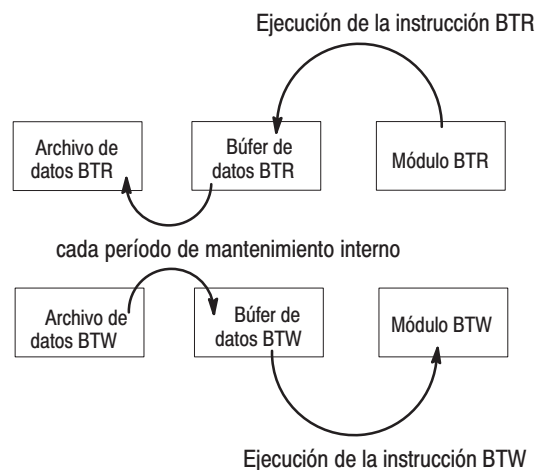 Ejecución de la instrucción BTR
Archivo de
datos BTR
Búfer de
datos BTR
Módulo BTR
cada período de mantenimiento interno
Archivo de
datos BTW
Búfer de
datos BTW
Módulo BTW
Ejecución de la instrucción BTW